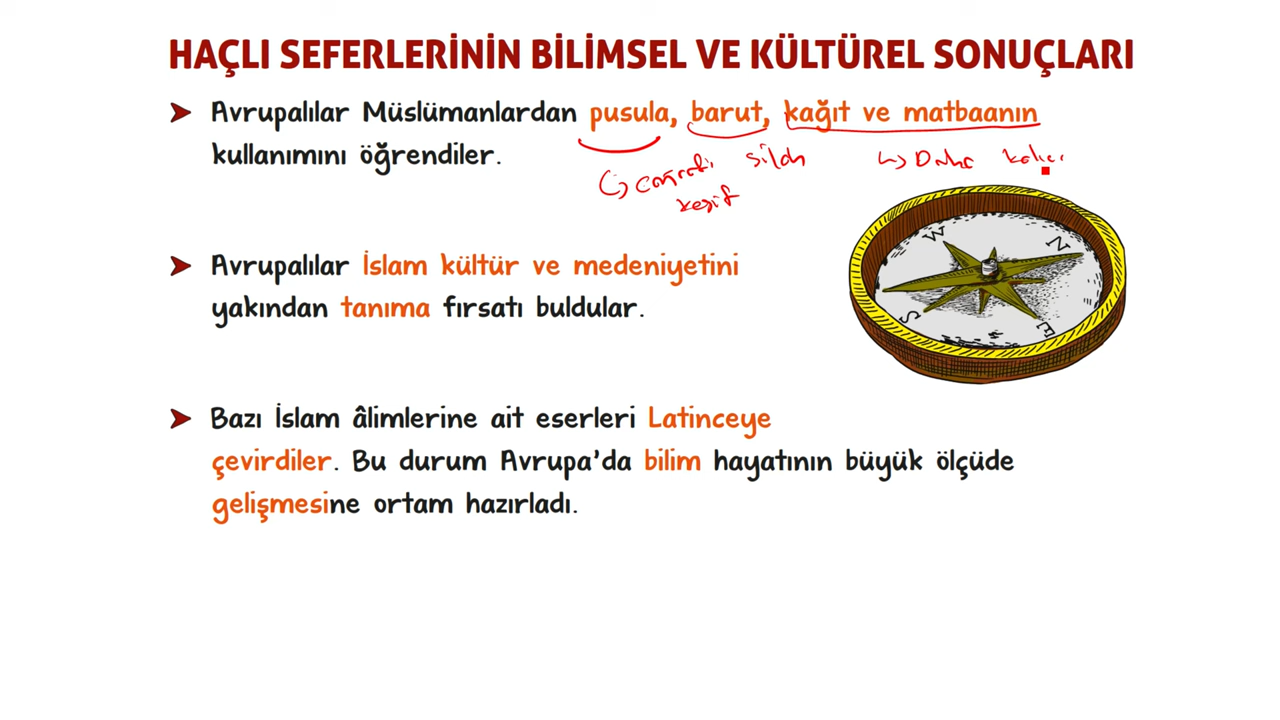 HAÇLI SEFERLERİNİN BİLİMSEL VE KÜLTÜREL SONUÇLARI
➤ Avrupalılar Müslümanlardan pusula, barut, kağıt ve matbaanın
kullanımını öğrendiler.
silah
Daha
keşif
➤ Avrupalılar İslam kültür ve medeniyetini
yakından tanıma fırsatı buldular.
W N
S E
➤ Bazı İslam âlimlerine ait eserleri Latinceye
çevirdiler. Bu durum Avrupa’da bilim hayatının büyük ölçüde
gelişmesine ortam hazırladı.